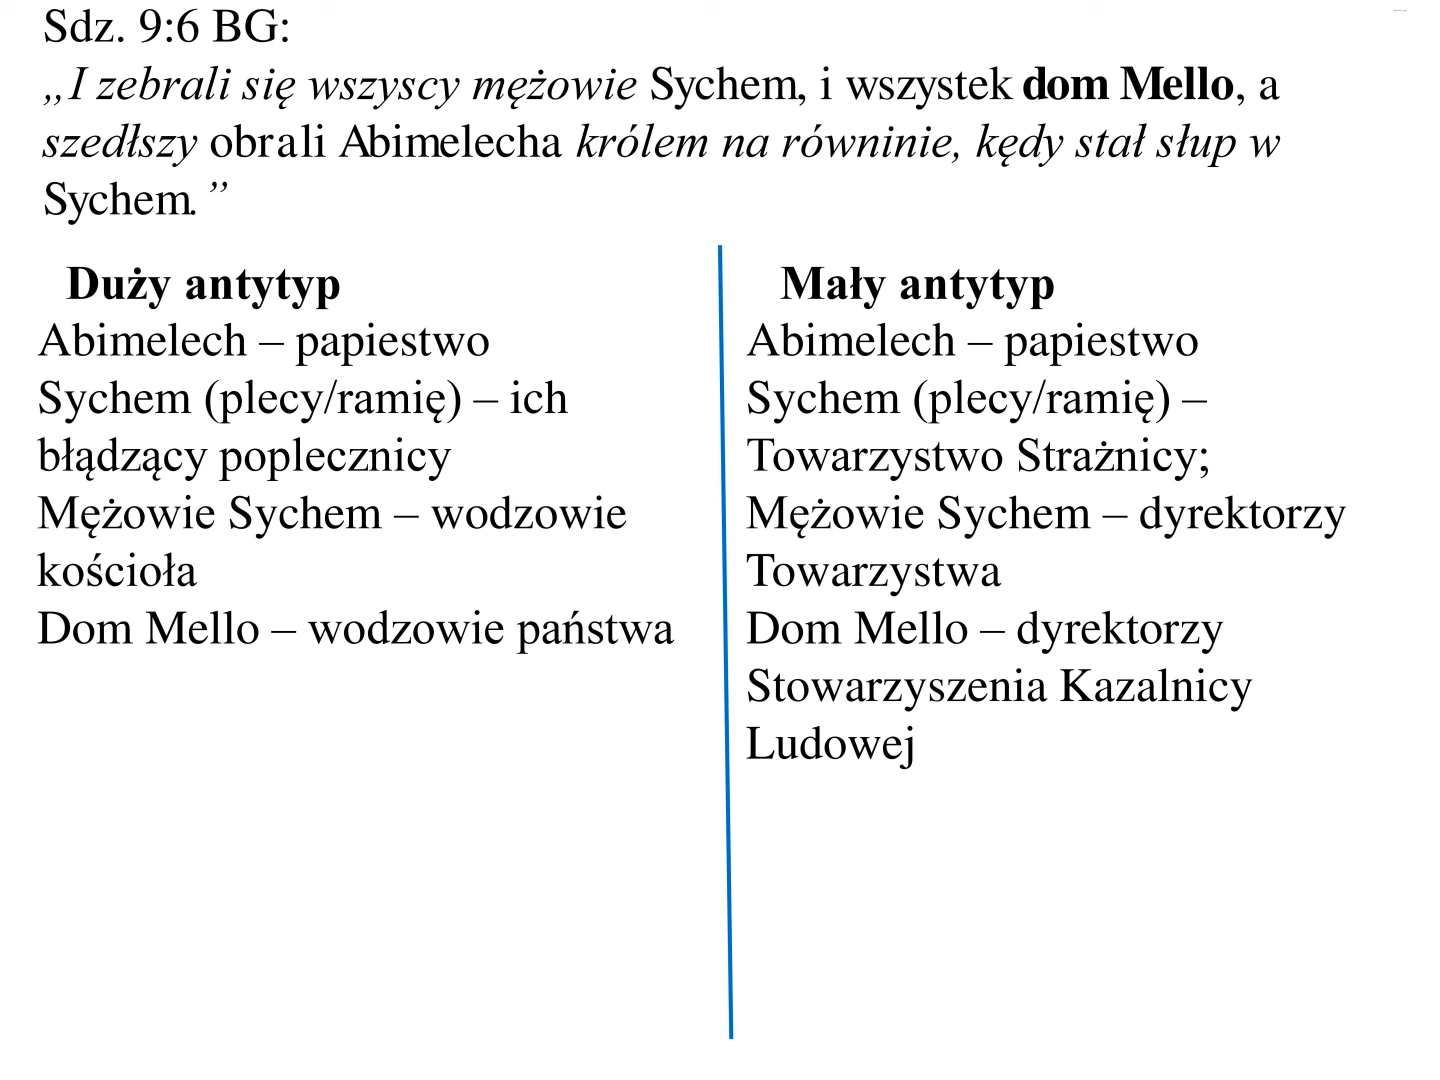 Sdz. 9:6 BG:
„I zebrali się wszyscy mężowie Sychem, i wszystek dom Mello, a
szedłszy obrali Abimelecha królem na równinie, kędy stał słup w
Sychem.”
Duży antytyp
Abimelech – papiestwo
Sychem (plecy/ramię) – ich
błądzący poplecznicy
Mężowie Sychem – wodzowie
kościoła
Dom Mello – wodzowie państwa
Mały antytyp
Abimelech – papiestwo
Sychem (plecy/ramię) –
Towarzystwo Strażnicy;
Mężowie Sychem – dyrektorzy
Towarzystwa
Dom Mello – dyrektorzy
Stowarzyszenia Kazalnicy
Ludowej